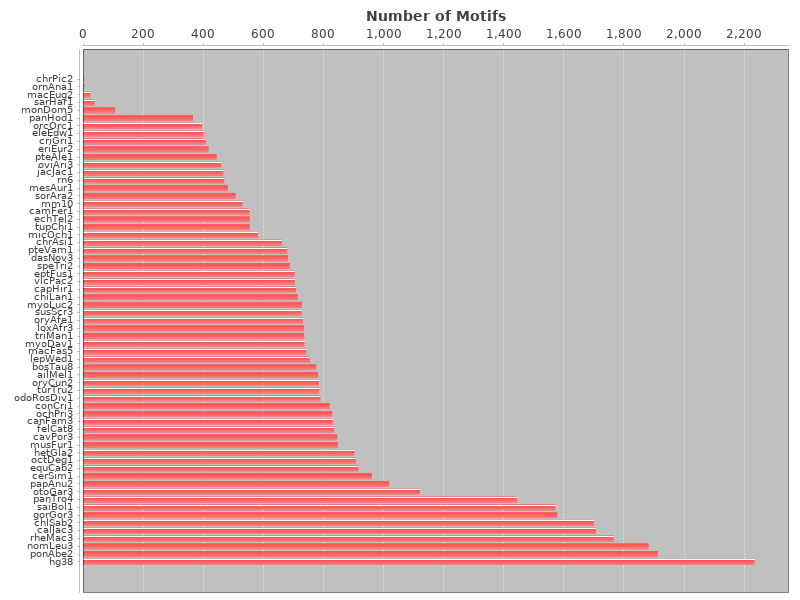 Number of Motifs
0 200 400 600 800 1,000 1,200 1,400 1,600 1,800 2,000 2,200
chrPic2
ornAna1
macEug2
sarHar1
monDom5
panHod1
orcOrc1
eleEdw1
criGri1
eriEur2
pteAle1
oviAri3
jacJac1
rn6
mesAur1
sorAra2
mm10
camFer1
echTel2
tupChi1
micOch1
chrAsi1
pteVam1
dasNov3
speTri2
eptFus1
vicPac2
capHir1
chiLan1
myoLuc2
susScr3
oryAfe1
loxAfr3
triMan1
myoDav1
macFas5
lepWed1
bosTau8
ailMel1
oryCun2
turTru2
odoRosDiv1
conCri1
ochPri3
canFam3
felCat8
cavPor3
musFur1
hetGla2
octDeg1
equCab2
cerSim1
papAnu2
otoGar3
panTro4
saiBol1
gorGor3
chlSab2
calJac3
rheMac3
nomLeu3
ponAbe2
hg38